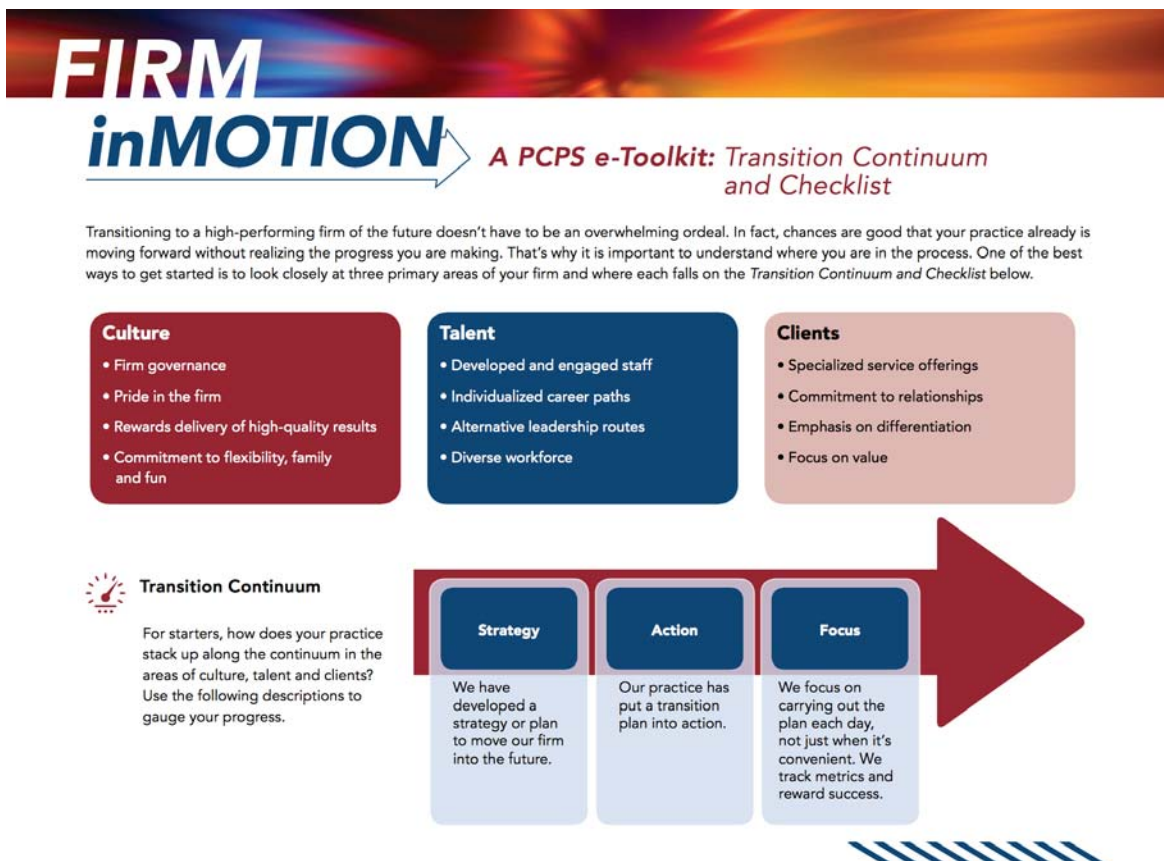 FIRM
inMOTION
A PCPS e-Toolkit: Transition Continuum
and Checklist
Transitioning to a high-performing firm of the future doesn't have to be an overwhelming ordeal. In fact, chances are good that your practice already is
moving forward without realizing the progress you are making. That's why it is important to understand where you are in the process. One of the best
ways to get started is to look closely at three primary areas of your firm and where each falls on the Transition Continuum and Checklist below.
Culture
• Firm governance
• Pride in the firm
• Rewards delivery of high-quality results
• Commitment to flexibility, family
and fun
Talent
• Developed and engaged staff
• Individualized career paths
• Alternative leadership routes
• Diverse workforce
Clients
• Specialized service offerings
• Commitment to relationships
• Emphasis on differentiation
• Focus on value
Transition Continuum
For starters, how does your practice
stack up along the continuum in the
areas of culture, talent and clients?
Use the following descriptions to
gauge your progress.
Strategy
We have
developed a
strategy or plan
to move our firm
into the future.
Action
Our practice has
put a transition
plan into action.
Focus
We focus on
carrying out the
plan each day,
not just when it's
convenient. We
track metrics and
reward success.